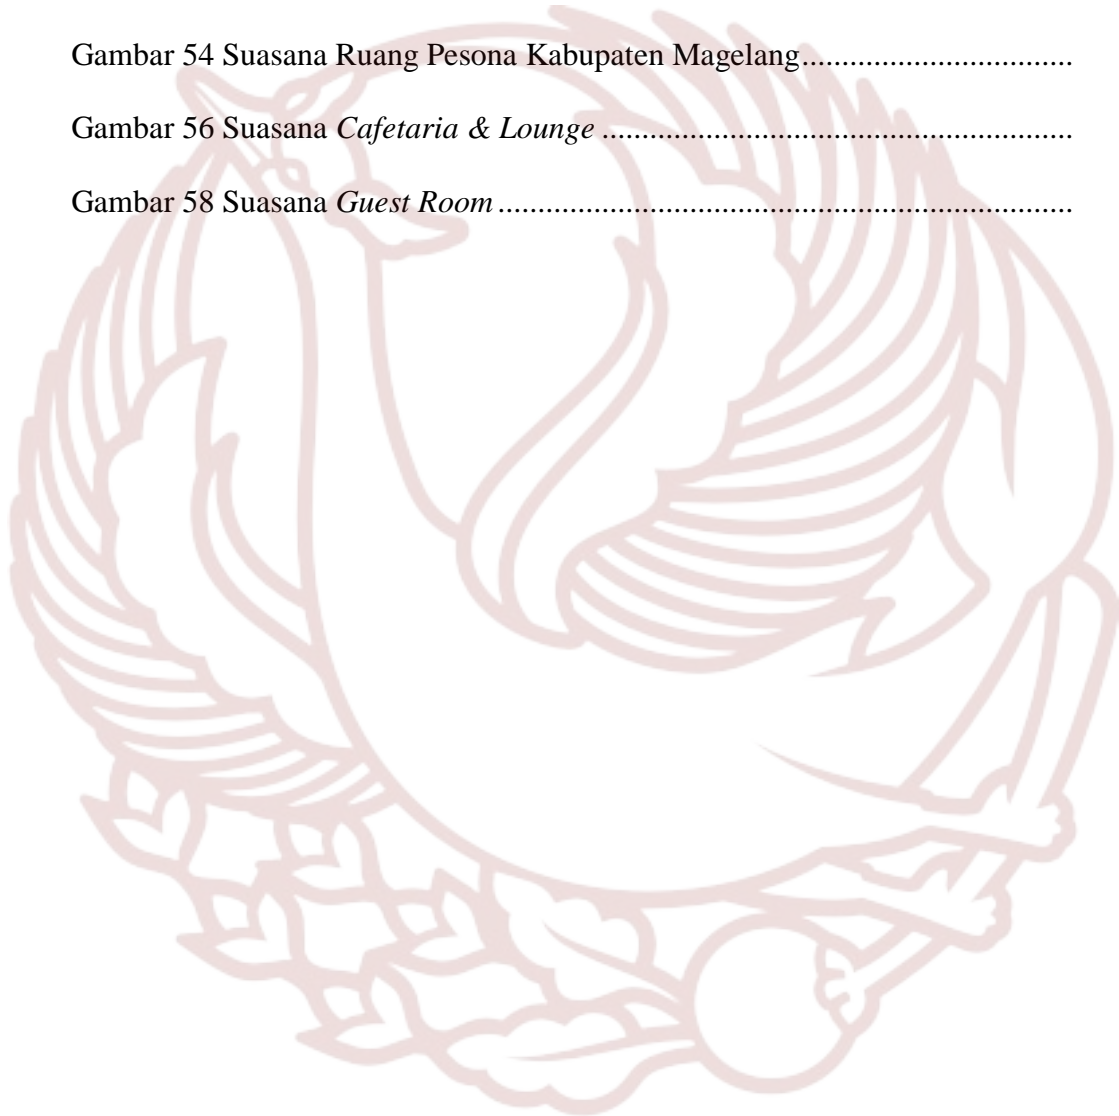 Gambar 54 Suasana Ruang Pesona Kabupaten Magelang..................................
Gambar 56 Suasana Cafetaria & Lounge ...........................................................
Gambar 58 Suasana Guest Room ........................................................................